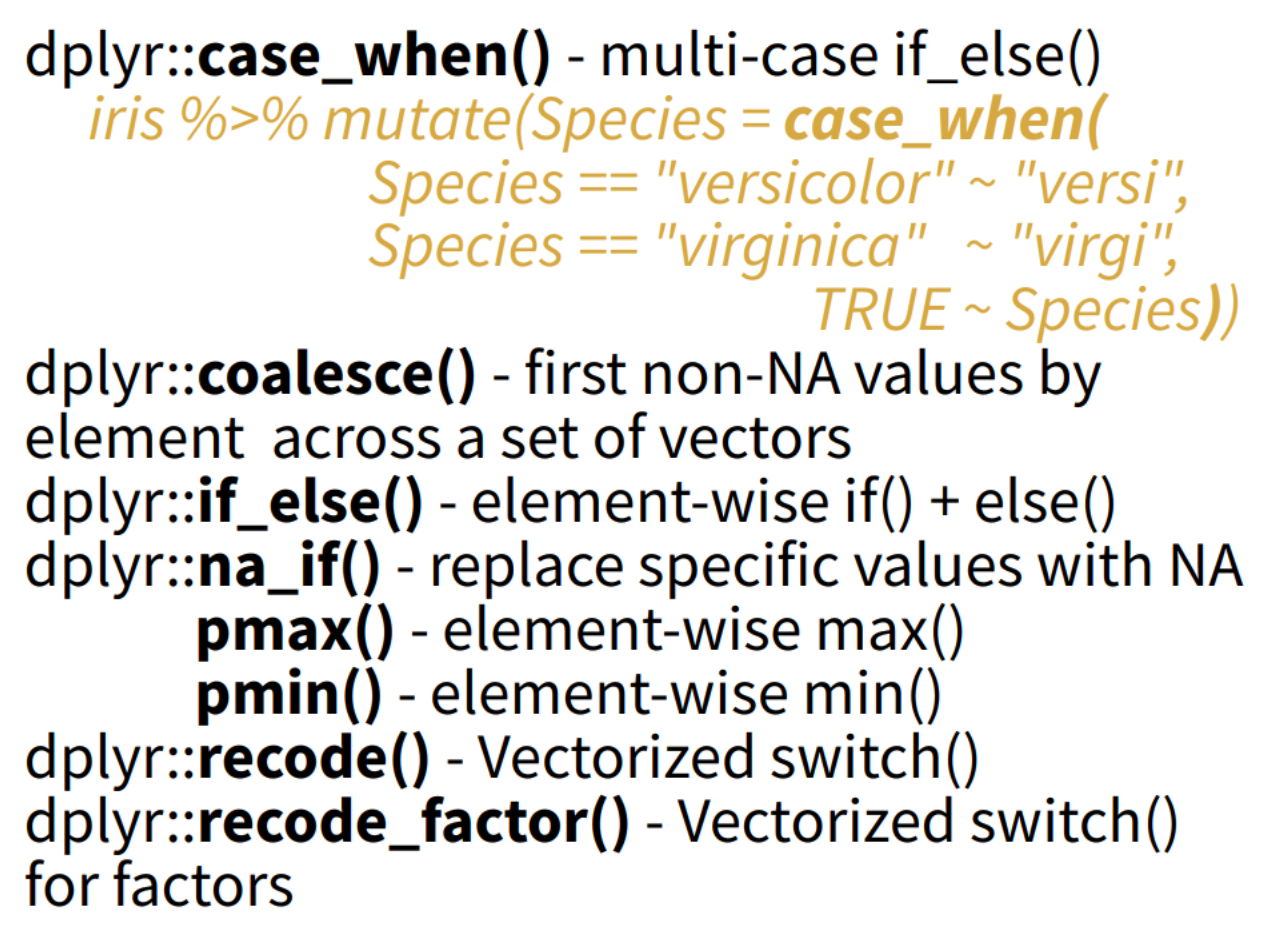 dplyr::case_when() - multi-case if_else()
iris %>% mutate(Species = case_when(
Species == "versicolor" ~ "versi",
Species == "virginica" ~ "virgi",
TRUE ~ Species))
dplyr::coalesce() - first non-NA values by
element across a set of vectors
dplyr::if_else() - element-wise if() + else()
dplyr::na_if() - replace specific values with NA
pmax() - element-wise max()
pmin() - element-wise min()
dplyr::recode() - Vectorized switch()
dplyr::recode_factor() - Vectorized switch()
for factors